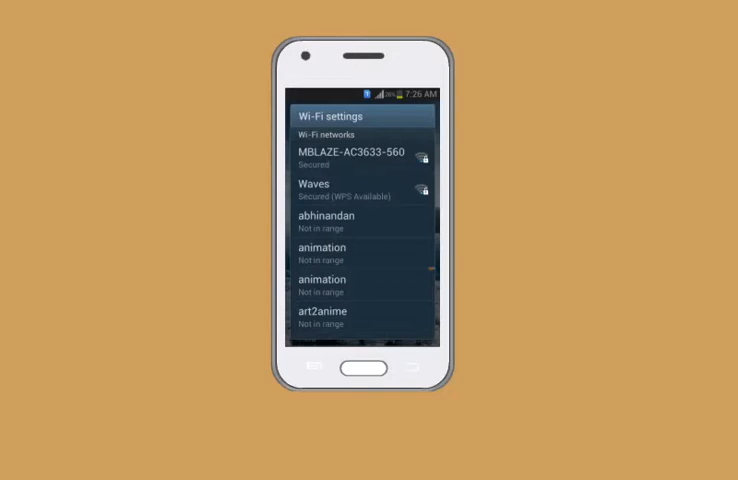 7:26 AM
Wi-Fi settings
Wi-Fi networks
MBLAZE-AC3633-560
Secured
Waves
Secured (WPS Available)
abhinandan
Not in range
animation
Not in range
animation
Not in range
art2anime
Not in range